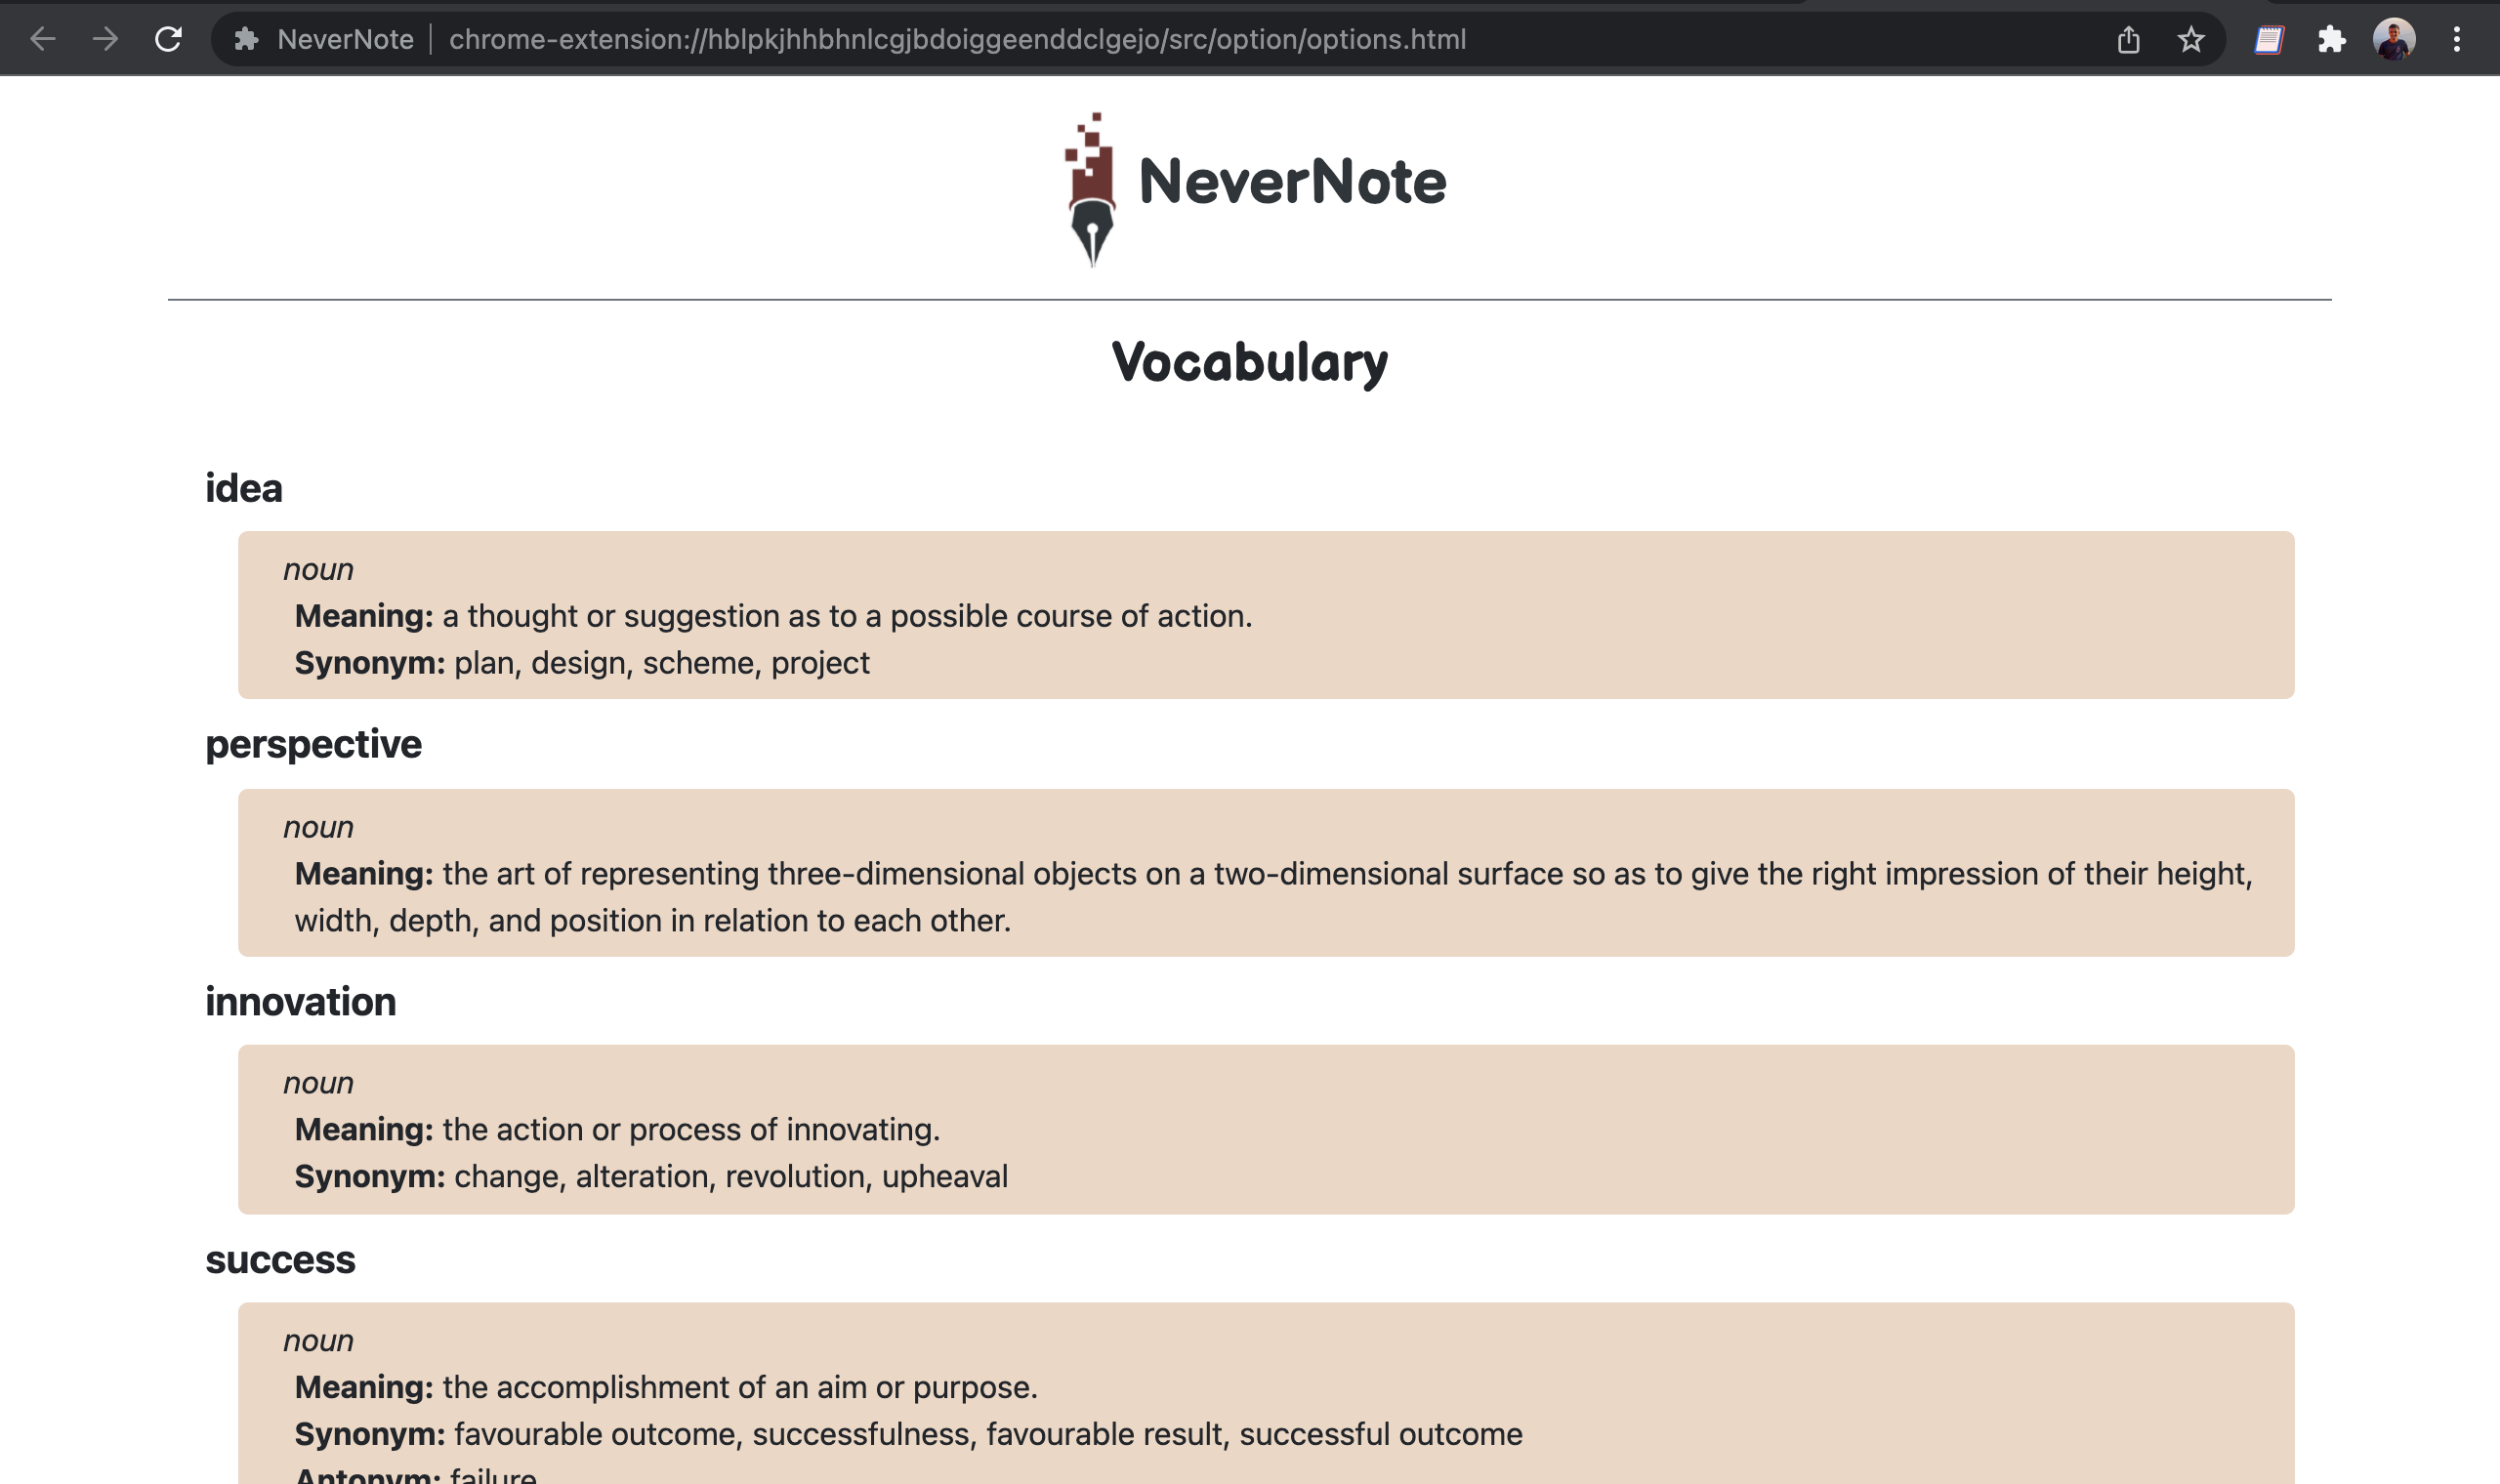 NeverNote | chrome-extension://hblpkjhhbhnlcgjbdoiggeenddclgejo/src/option/options.html
NeverNote
Vocabulary
idea
noun
Meaning: a thought or suggestion as to a possible course of action.
Synonym: plan, design, scheme, project
perspective
noun
Meaning: the art of representing three-dimensional objects on a two-dimensional surface so as to give the right impression of their height,
width, depth, and position in relation to each other.
innovation
noun
Meaning: the action or process of innovating.
Synonym: change, alteration, revolution, upheaval
success
noun
Meaning: the accomplishment of an aim or purpose.
Synonym: favourable outcome, successfulness, favourable result, successful outcome
Antonym: failure